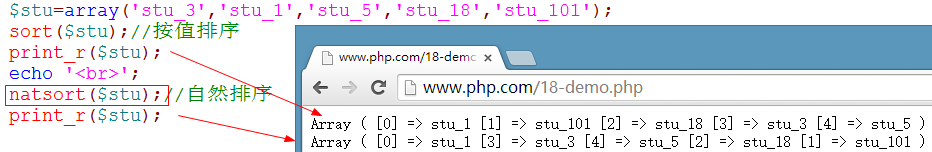 $stu=array('stu_3','stu_1','stu_5','stu_18','stu_101');
sort($stu);//按值排序
print_r($stu);
echo '<br>';
natsort($stu);//自然排序
print_r($stu);
www.php.com/18-demo
www.php.com/18-demo.php
Array ( [0] => stu_1 [1] => stu_101 [2] => stu_18 [3] => stu_3 [4] => stu_5 )
Array ( [0] => stu_1 [3] => stu_3 [4] => stu_5 [2] => stu_18 [1] => stu_101 )